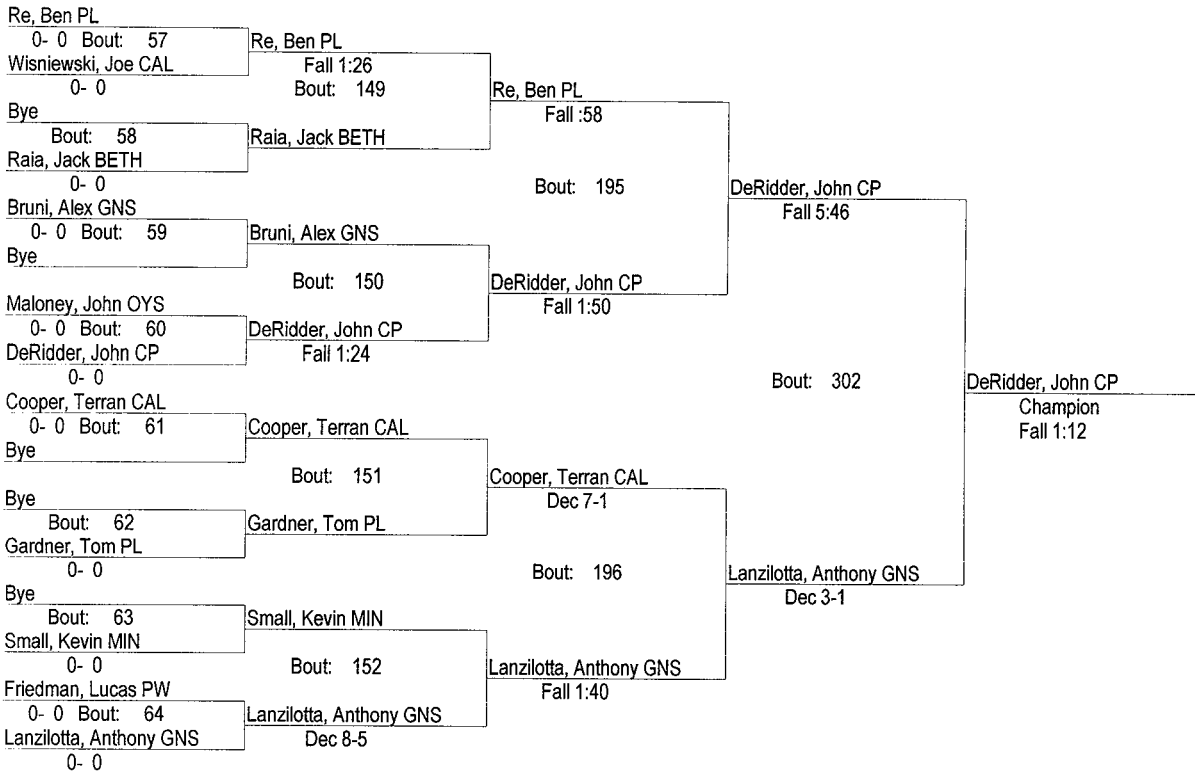 Re, Ben PL
0- 0 Bout: 57
Wisniewski, Joe CAL
0- 0
Bye
Bout: 58
Raia, Jack BETH
0- 0
Bruni, Alex GNS
0- 0 Bout: 59
Bye
Maloney, John OYS
0- 0 Bout: 60
DeRidder, John CP
0- 0
Cooper, Terran CAL
0- 0 Bout: 61
Bye
Bye
Bout: 62
Gardner, Tom PL
0- 0
Bye
Bout: 63
Small, Kevin MIN
0- 0
Friedman, Lucas PW
0- 0 Bout: 64
Lanzilotta, Anthony GNS
0- 0
Re, Ben PL
Fall 1:26
Bout: 149
Raia, Jack BETH
Bruni, Alex GNS
Bout: 150
DeRidder, John CP
Fall 1:24
Cooper, Terran CAL
Bout: 151
Gardner, Tom PL
Small, Kevin MIN
Bout: 152
Lanzilotta, Anthony GNS
Dec 8-5
Re, Ben PL
Fall :58
Bout: 195
DeRidder, John CP
Fall 1:50
Cooper, Terran CAL
Dec 7-1
Bout: 196
Lanzilotta, Anthony GNS
Fall 1:40
DeRidder, John CP
Fall 5:46
Bout: 302
Lanzilotta, Anthony GNS
Dec 3-1
DeRidder, John CP
Champion
Fall 1:12